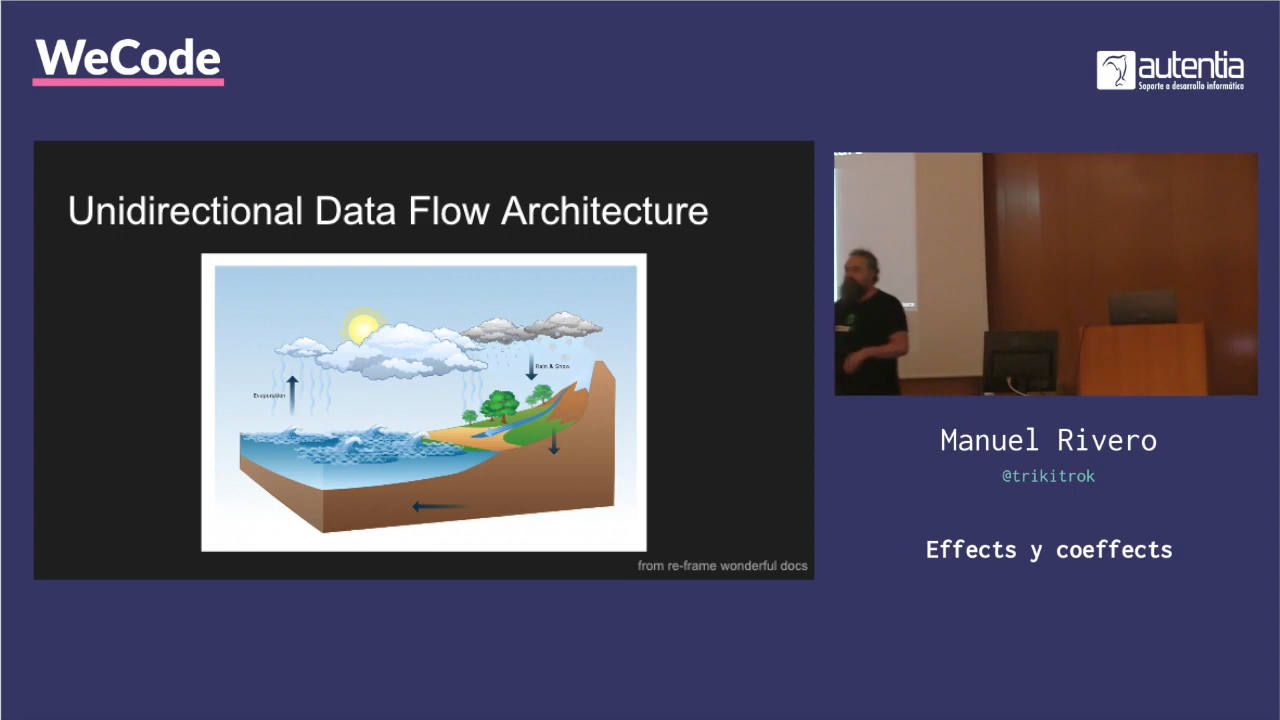 WeCode
autentia
Soporte a desarrollo informático
Unidirectional Data Flow Architecture
Rain & Snow
Evaporation
from re-frame wonderful docs
Manuel Rivero
@trikitrok
Effects y coeffects